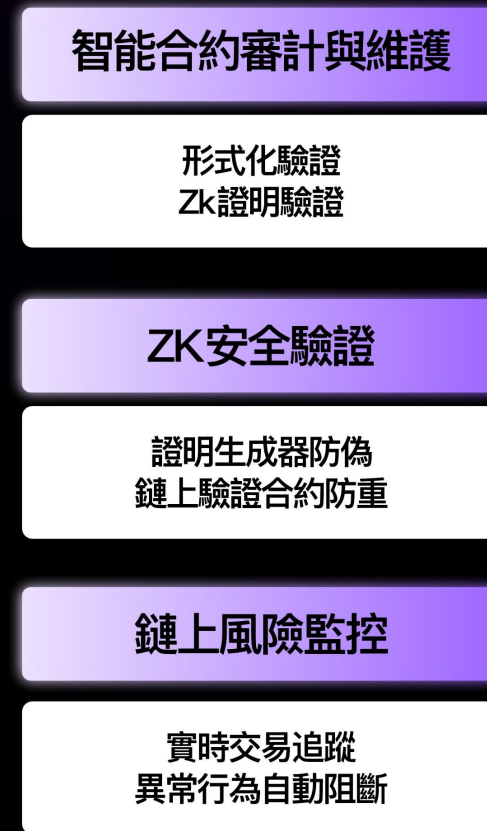 智能合約審計與維護
形式化驗證
Zk證明驗證
ZK安全驗證
證明生成器防偽
鏈上驗證合約防重
鏈上風險監控
實時交易追蹤
異常行為自動阻斷